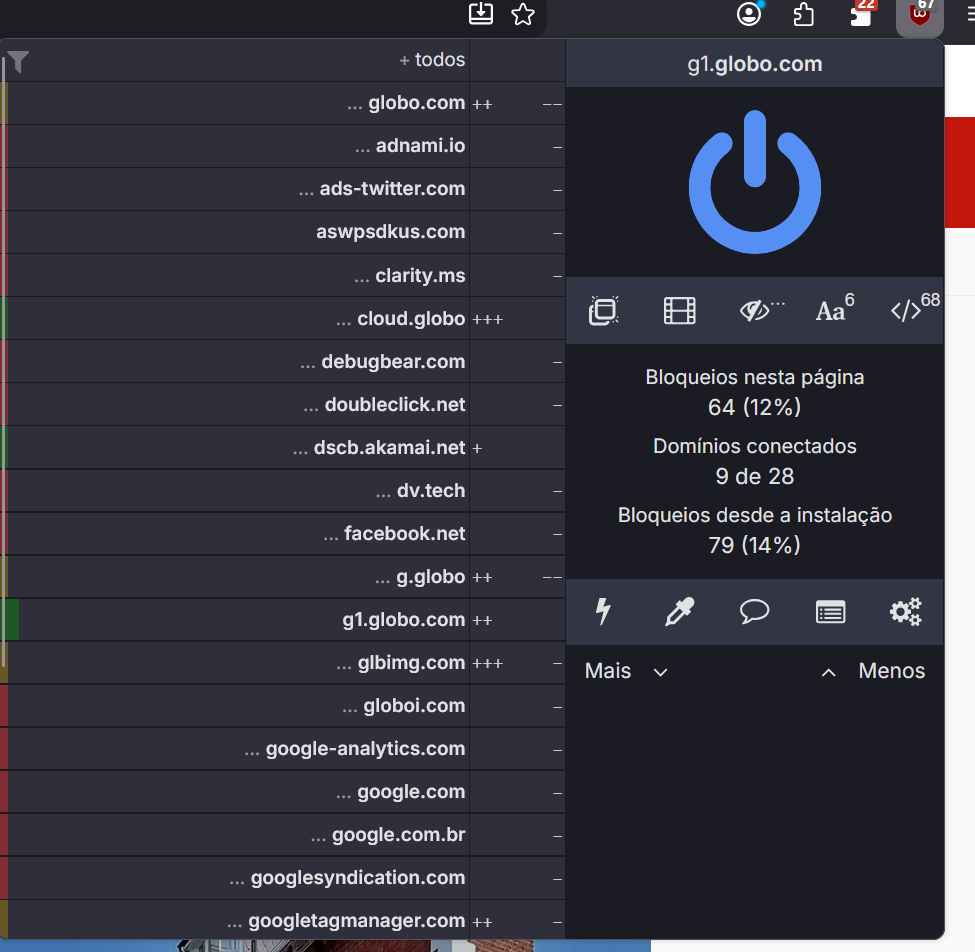 22
67
+ todos
g1.globo.com
... globo.com ++ −−
... adnami.io −
... ads-twitter.com −
aswpsdkus.com −
... clarity.ms −
... cloud.globo +++
... debugbear.com −
... doubleclick.net −
... dscb.akamai.net +
... dv.tech −
... facebook.net −
... g.globo ++ −−
g1.globo.com ++
... glbimg.com +++ −
... globoi.com −
... google-analytics.com −
... google.com −
... google.com.br −
... googlesyndication.com −
... googletagmanager.com ++ −
... Aa 6 </> 68
Bloqueios nesta página
64 (12%)
Domínios conectados
9 de 28
Bloqueios desde a instalação
79 (14%)
Mais Menos